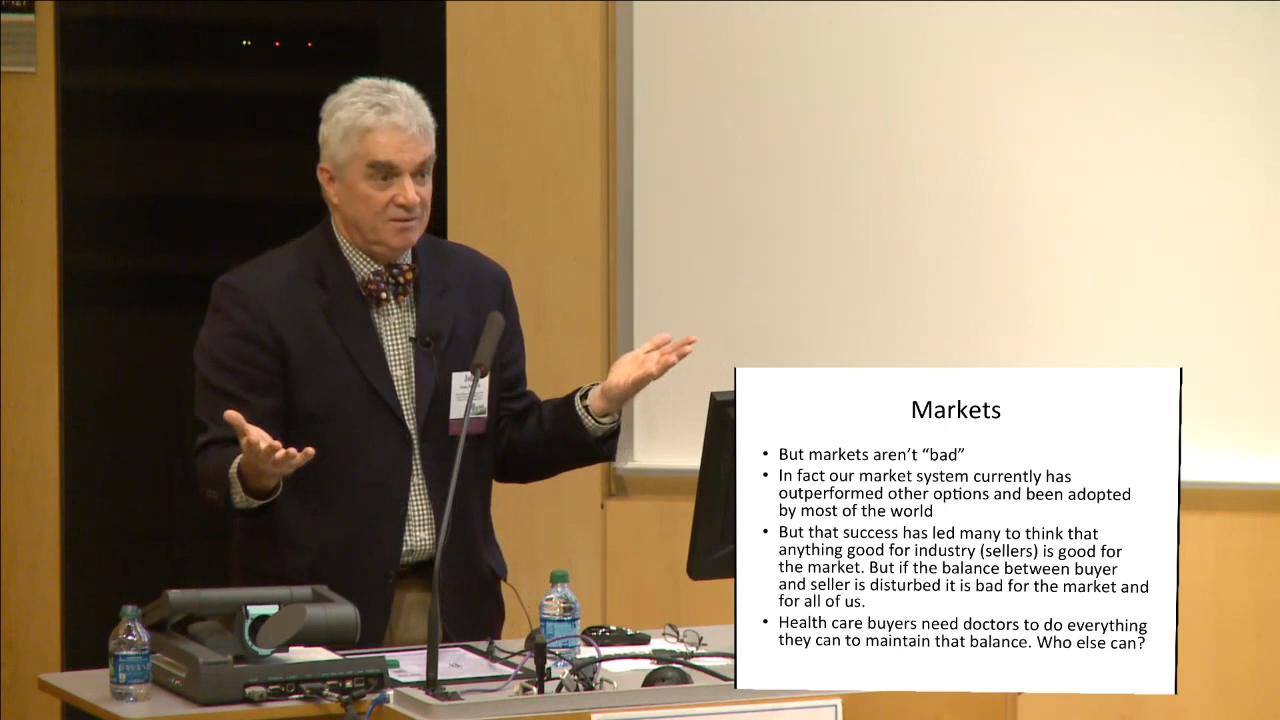 Markets
• But markets aren't “bad”
• In fact our market system currently has
outperformed other options and been adopted
by most of the world
• But that success has led many to think that
anything good for industry (sellers) is good for
the market. But if the balance between buyer
and seller is disturbed it is bad for the market and
for all of us.
• Health care buyers need doctors to do everything
they can to maintain that balance. Who else can?